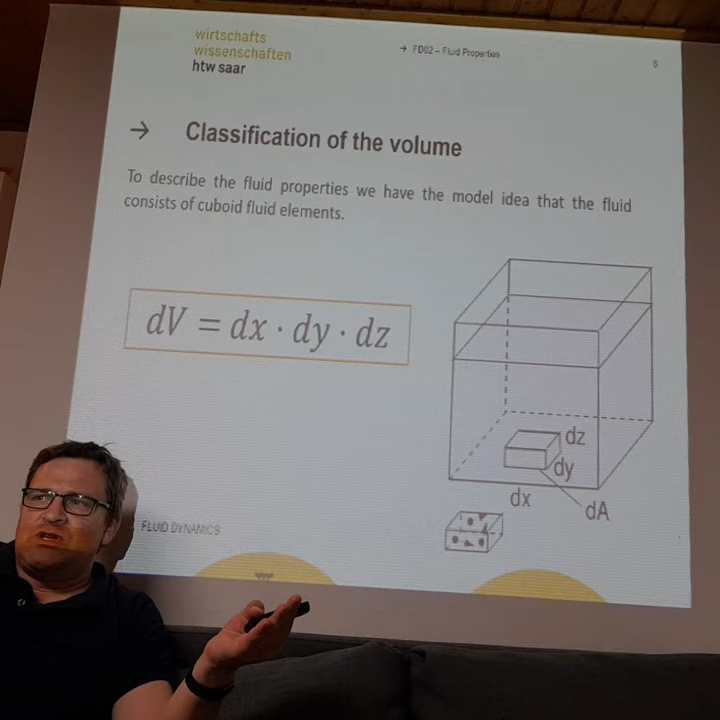 wirtschafts
wissenschaften
htw saar
→ FD02 – Fluid Properties
→ Classification of the volume
To describe the fluid properties we have the model idea that the fluid
consists of cuboid fluid elements.
dV = dx · dy · dz
dz
dy
dx
dA
FLUID DYNAMICS